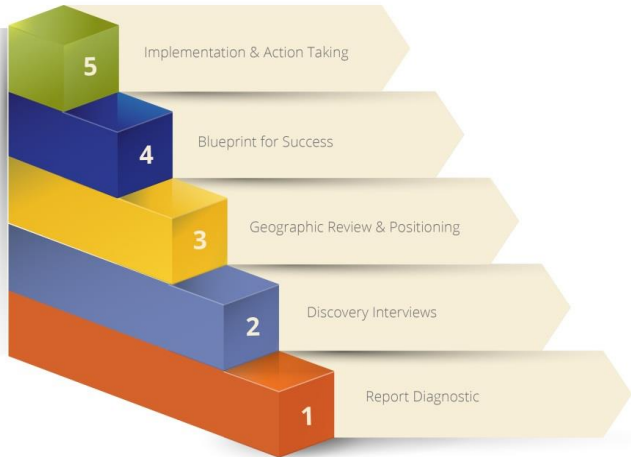 5 Implementation & Action Taking
4 Blueprint for Success
3 Geographic Review & Positioning
2 Discovery Interviews
1 Report Diagnostic